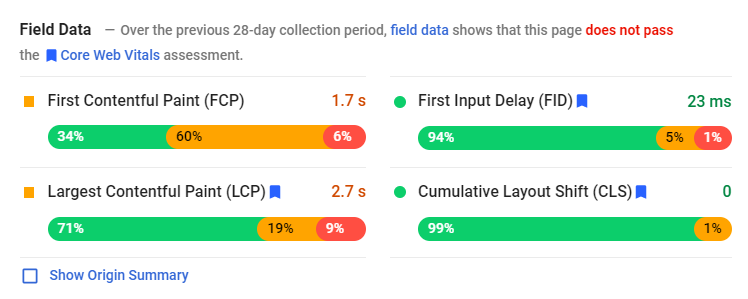 Field Data — Over the previous 28-day collection period, field data shows that this page does not pass
the Core Web Vitals assessment.
First Contentful Paint (FCP) 1.7 s
34% 60% 6%
First Input Delay (FID) 23 ms
94% 5% 1%
Largest Contentful Paint (LCP) 2.7 s
71% 19% 9%
Cumulative Layout Shift (CLS) 0
99% 1%
Show Origin Summary